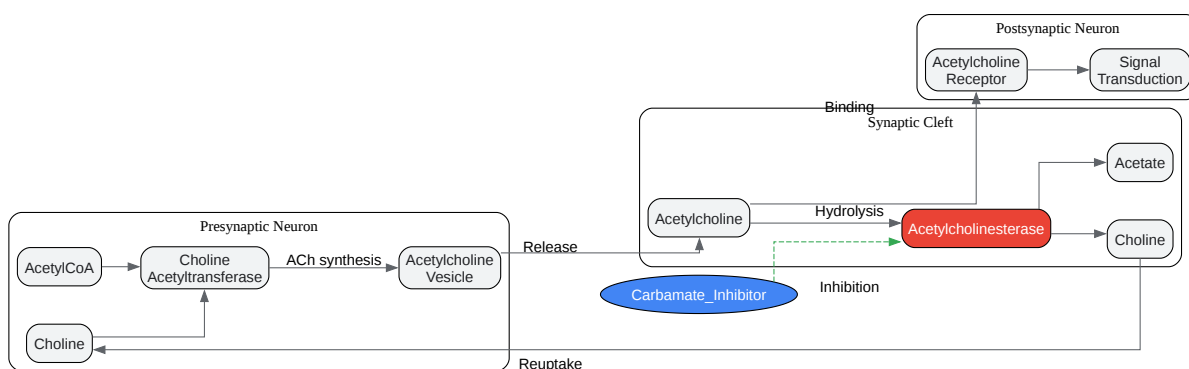 Postsynaptic Neuron
Acetylcholine
Receptor
Signal
Transduction
Binding
Synaptic Cleft
Acetate
Acetylcholine
Hydrolysis
Acetylcholinesterase
Choline
Presynaptic Neuron
Release
AcetylCoA
Choline
Acetyltransferase
ACh synthesis
Acetylcholine
Vesicle
Carbamate_Inhibitor
Inhibition
Choline
Reuptake